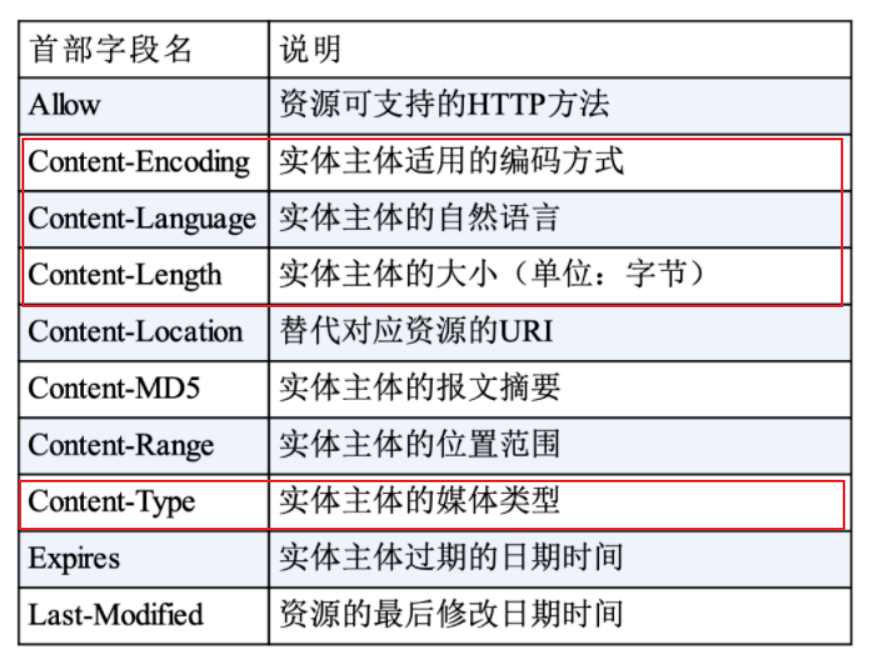 首部字段名 说明
Allow 资源可支持的HTTP方法
Content-Encoding 实体主体适用的编码方式
Content-Language 实体主体的自然语言
Content-Length 实体主体的大小（单位：字节）
Content-Location 替代对应资源的URI
Content-MD5 实体主体的报文摘要
Content-Range 实体主体的位置范围
Content-Type 实体主体的媒体类型
Expires 实体主体过期的日期时间
Last-Modified 资源的最后修改日期时间